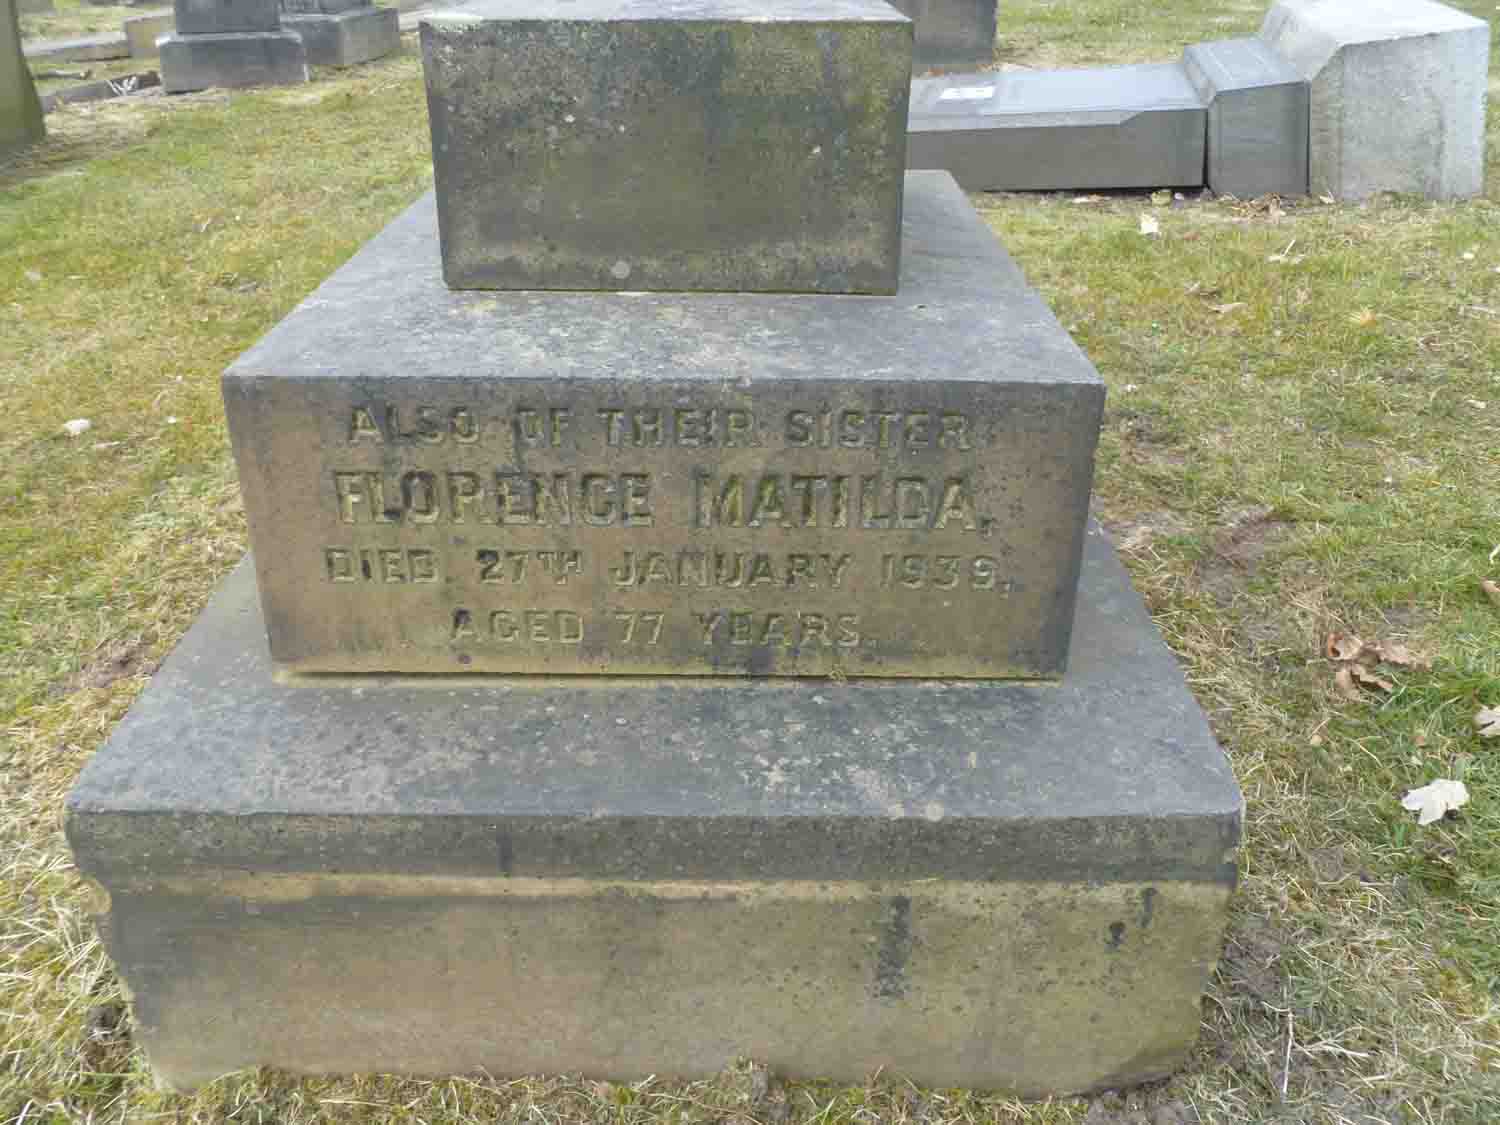 ALSO OF THEIR SISTER
FLORENCE MATILDA,
DIED 27TH JANUARY 1939,
AGED 77 YEARS.